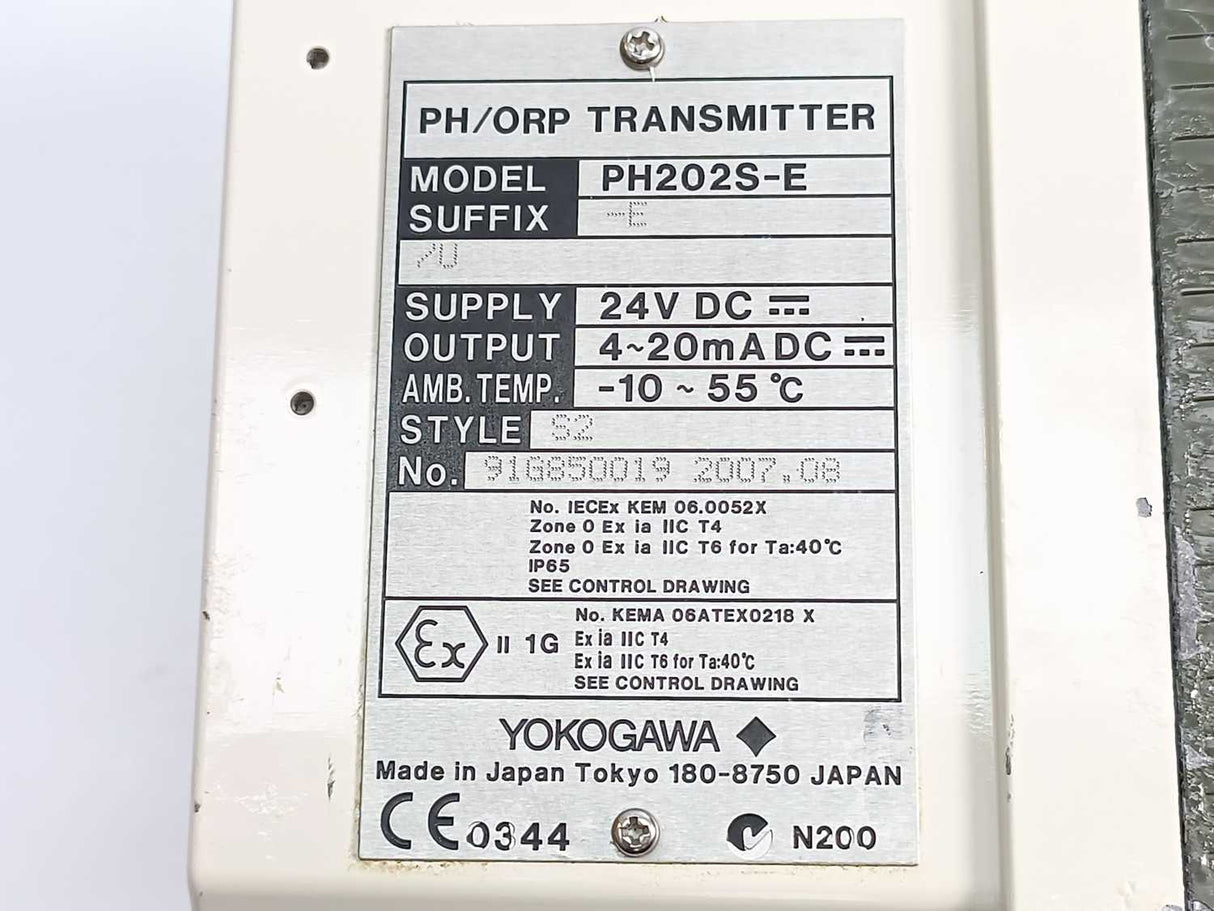 PH/ORP TRANSMITTER
MODEL PH202S-E
SUFFIX -E
/U
SUPPLY 24V DC ⎓
OUTPUT 4~20mA DC ⎓
AMB. TEMP. -10 ~ 55 °C
STYLE S2
No. 91G850019 2007.08
No. IECEx KEM 06.0052X
Zone 0 Ex ia IIC T4
Zone 0 Ex ia IIC T6 for Ta:40°C
IP65
SEE CONTROL DRAWING
No. KEMA 06ATEX0218 X
Ex II 1G Ex ia IIC T4
Ex ia IIC T6 for Ta:40°C
SEE CONTROL DRAWING
YOKOGAWA
Made in Japan Tokyo 180-8750 JAPAN
CE 0344 N200